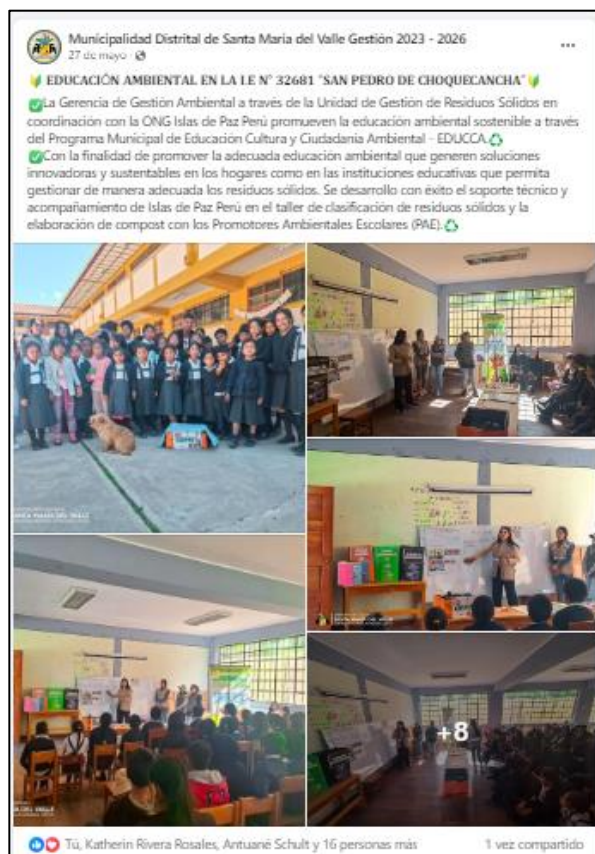 Municipalidad Distrital de Santa Maria del Valle Gestión 2023 - 2026
27 de mayo
EDUCACIÓN AMBIENTAL EN LA I.E N° 32681 "SAN PEDRO DE CHOQUECANCHA"
La Gerencia de Gestión Ambiental a través de la Unidad de Gestión de Residuos Sólidos en
coordinación con la ONG Islas de Paz Perú promueven la educación ambiental sostenible a través
del Programa Municipal de Educación Cultura y Ciudadanía Ambiental - EDUCCA.
Con la finalidad de promover la adecuada educación ambiental que generen soluciones
innovadoras y sustentables en los hogares como en las instituciones educativas que permita
gestionar de manera adecuada los residuos sólidos. Se desarrollo con éxito el soporte técnico y
acompañamiento de Islas de Paz Perú en el taller de clasificación de residuos sólidos y la
elaboración de compost con los Promotores Ambientales Escolares (PAE).
+8
Tú, Katherin Rivera Rosales, Antuané Schult y 16 personas más
1 vez compartido